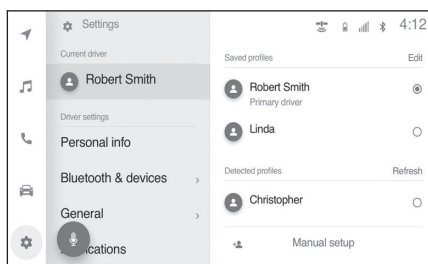 Settings
4:12
Current driver
Robert Smith
Driver settings
Personal info
Bluetooth & devices
General
Saved profiles
Edit
Robert Smith
Primary driver
Linda
Detected profiles
Refresh
Christopher
Manual setup